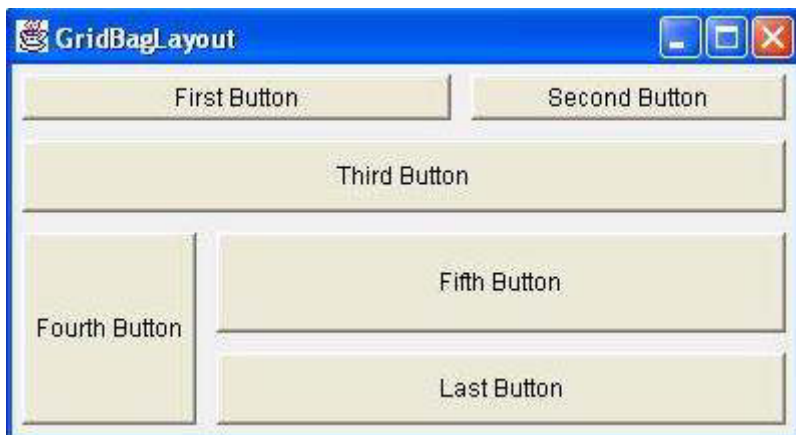 GridBagLayout
First Button
Second Button
Third Button
Fourth Button
Fifth Button
Last Button